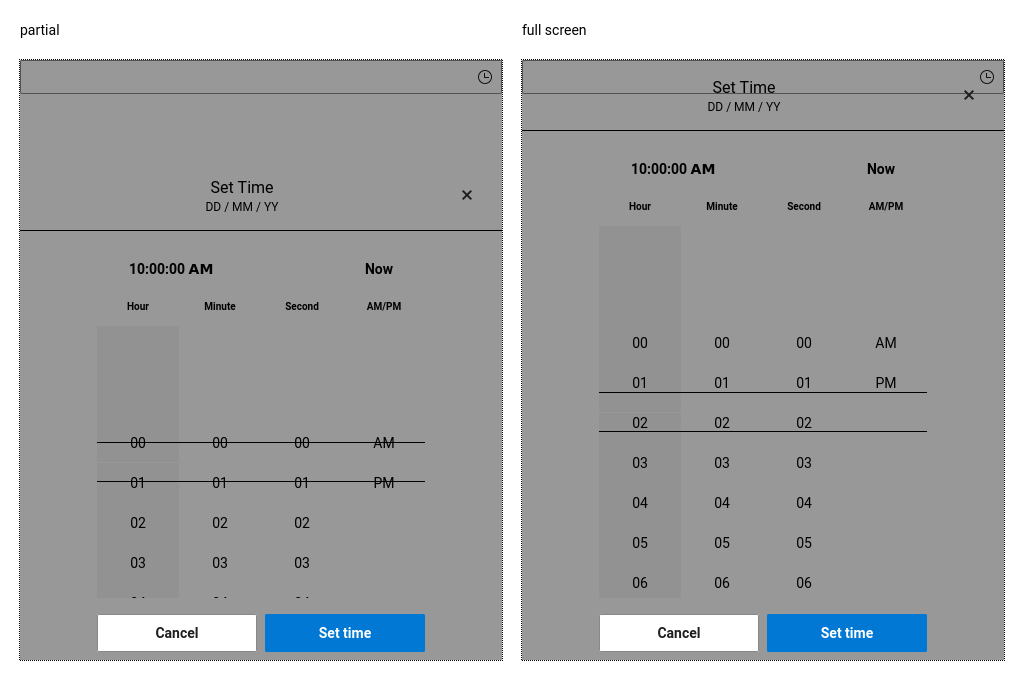 partial
full screen
Set Time
DD / MM / YY
×
10:00:00 AM
Now
Hour Minute Second AM/PM
00 00 00 AM
01 01 01 PM
02 02 02
03 03 03
Cancel
Set time
Set Time
DD / MM / YY
×
10:00:00 AM
Now
Hour Minute Second AM/PM
00 00 00 AM
01 01 01 PM
02 02 02
03 03 03
04 04 04
05 05 05
06 06 06
Cancel
Set time